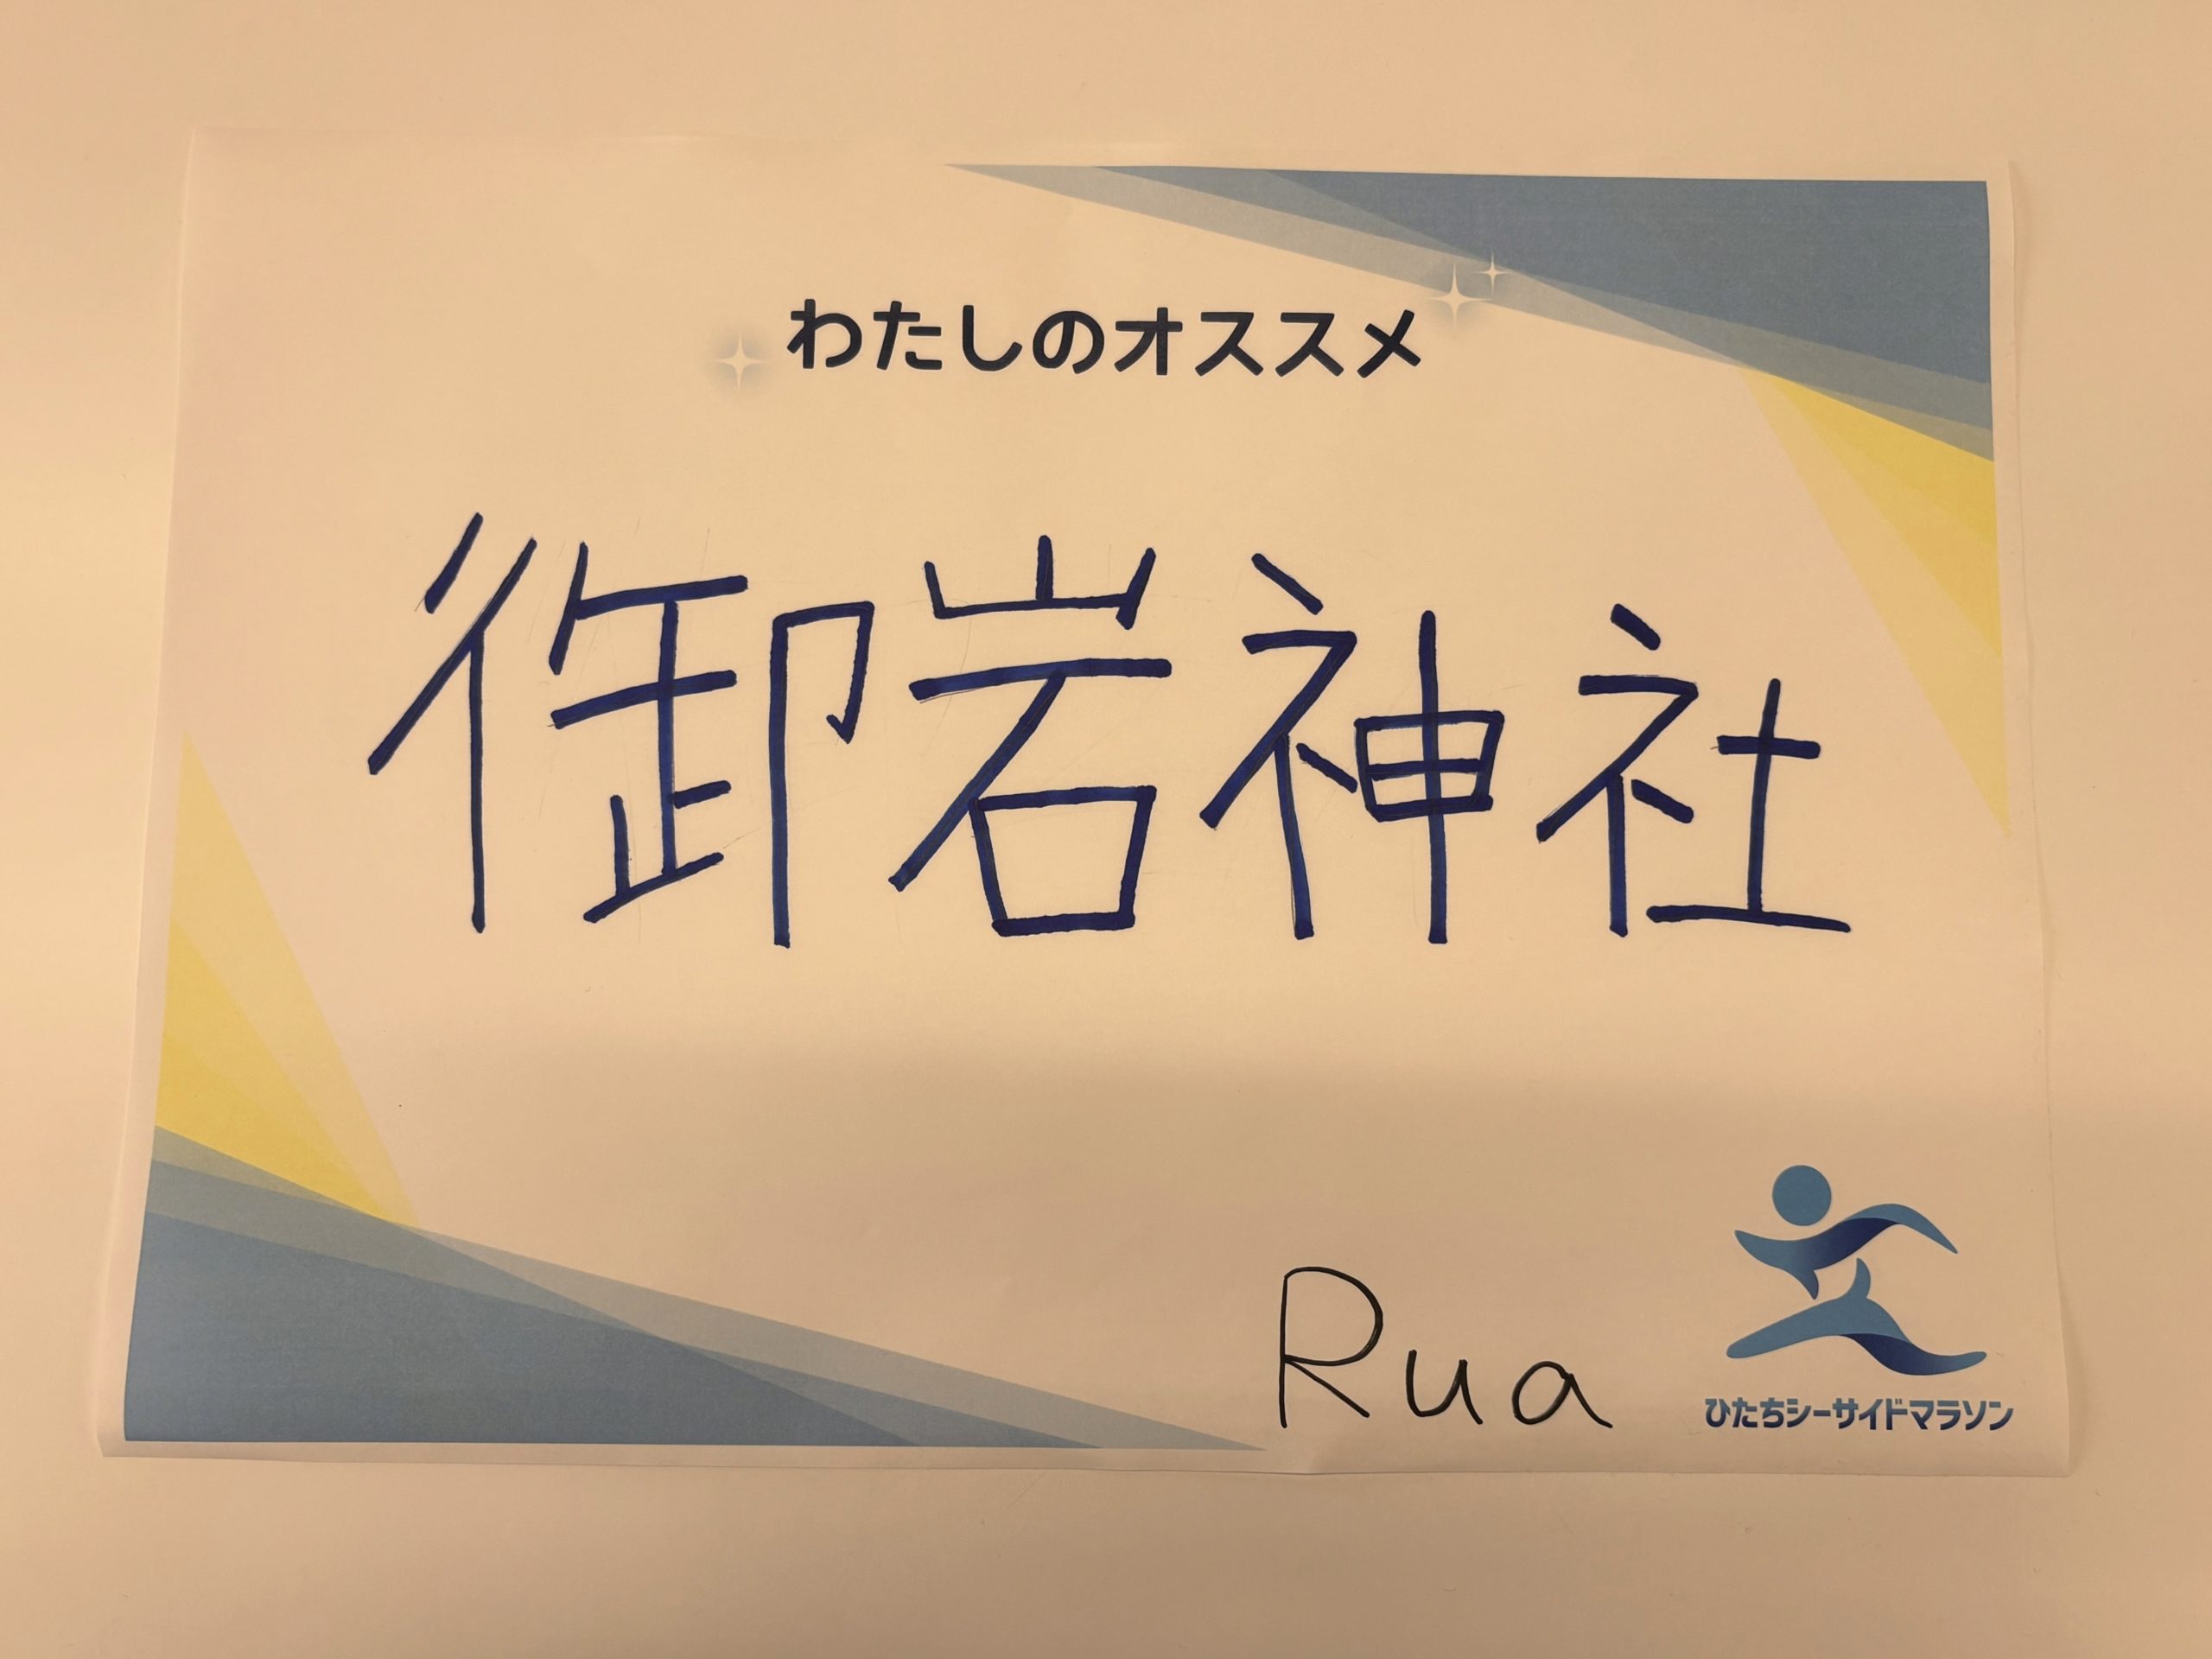 わたしのオススメ
御岩神社
Rua
ひたちシーサイドマラソン